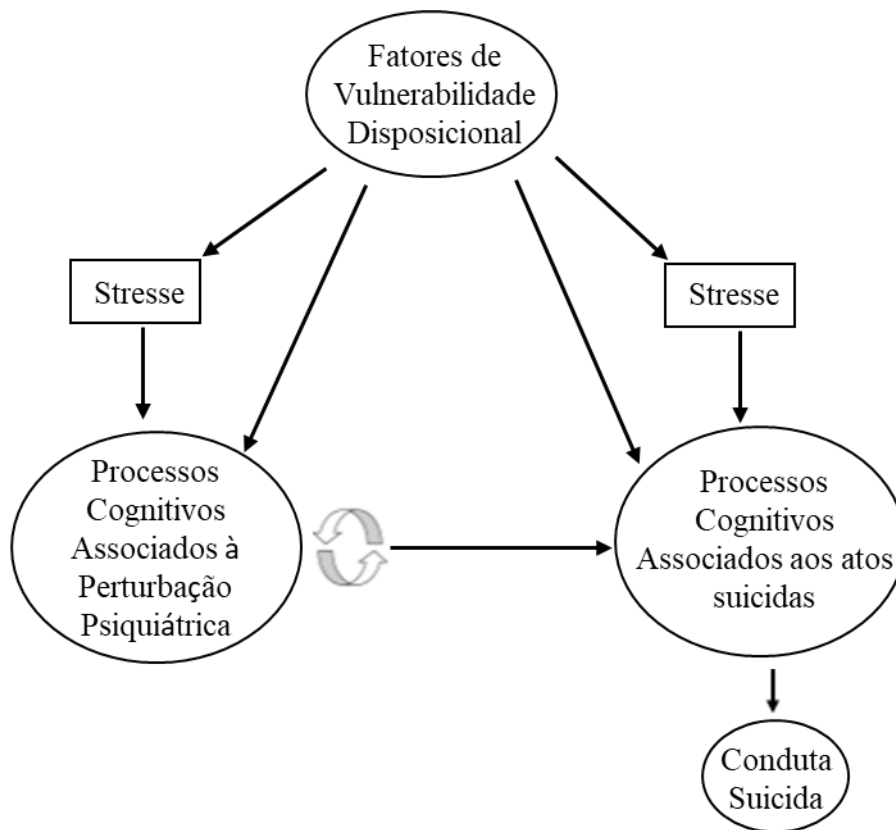 Fatores de
Vulnerabilidade
Disposicional
Stresse
Stresse
Processos
Cognitivos
Associados à
Perturbação
Psiquiátrica
Processos
Cognitivos
Associados aos atos
suicidas
Conduta
Suicida